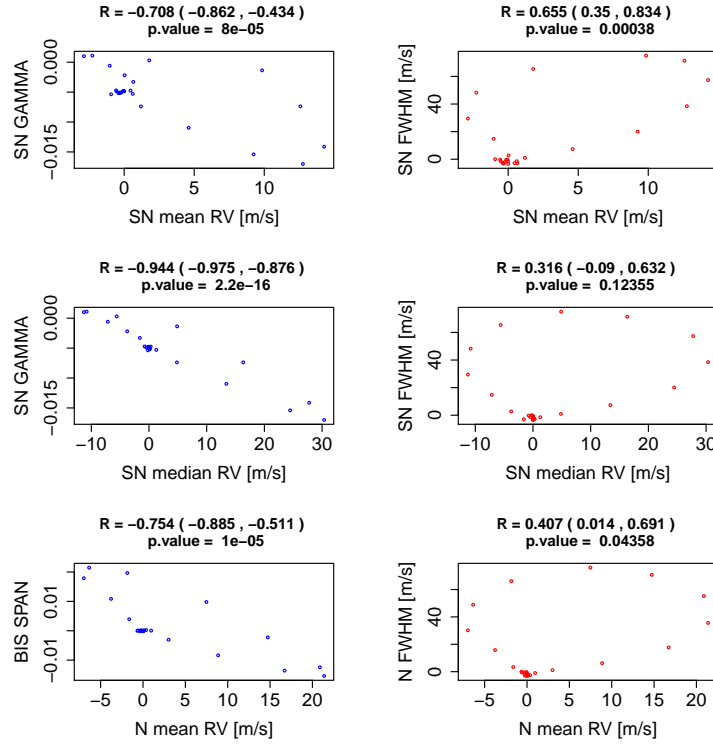 R = −0.708 ( −0.862 , −0.434 )
p.value = 8e−05
SN GAMMA
0.000
−0.015
0 5 10
SN mean RV [m/s]
R = 0.655 ( 0.35 , 0.834 )
p.value = 0.00038
SN FWHM [m/s]
40
0
0 5 10
SN mean RV [m/s]
R = −0.944 ( −0.975 , −0.876 )
p.value = 2.2e−16
SN GAMMA
0.000
−0.015
−10 0 10 20 30
SN median RV [m/s]
R = 0.316 ( −0.09 , 0.632 )
p.value = 0.12355
SN FWHM [m/s]
40
0
−10 0 10 20 30
SN median RV [m/s]
R = −0.754 ( −0.885 , −0.511 )
p.value = 1e−05
BIS SPAN
0.01
−0.01
−5 0 5 10 15 20
N mean RV [m/s]
R = 0.407 ( 0.014 , 0.691 )
p.value = 0.04358
N FWHM [m/s]
40
0
−5 0 5 10 15 20
N mean RV [m/s]